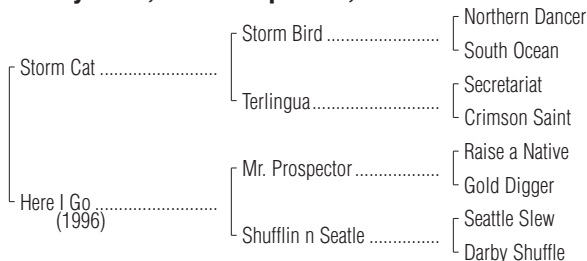 Northern Dancer
Storm Bird ....................
South Ocean
Storm Cat .....................
Secretariat
Terlingua.......................
Crimson Saint
Raise a Native
Mr. Prospector ...............
Gold Digger
Here I Go ......................
(1996)
Seattle Slew
Shufflin n Seatle ............
Darby Shuffle